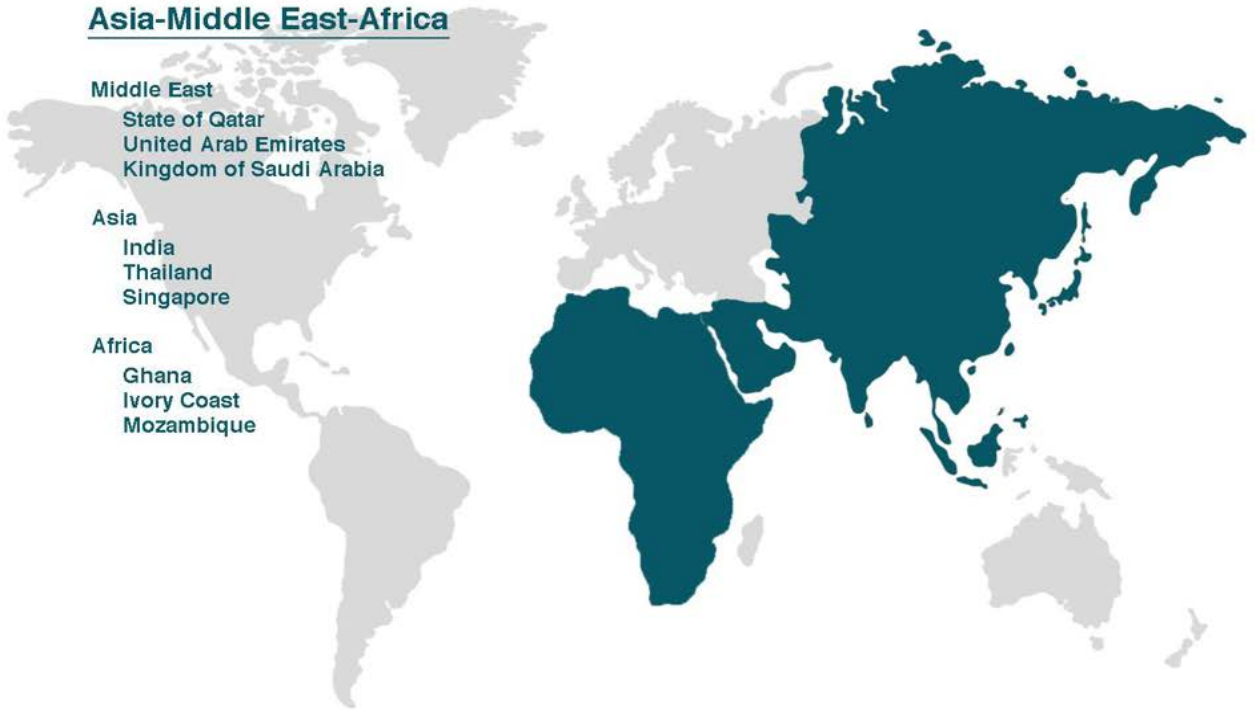 Asia-Middle East-Africa
Middle East
State of Qatar
United Arab Emirates
Kingdom of Saudi Arabia
Asia
India
Thailand
Singapore
Africa
Ghana
Ivory Coast
Mozambique